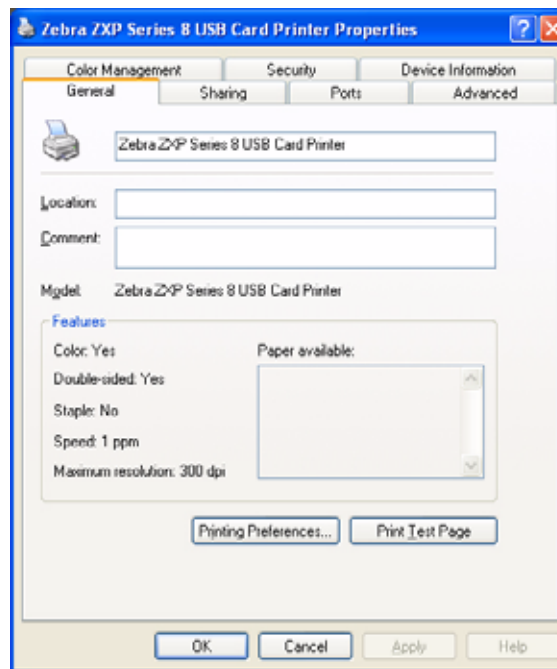 Zebra ZXP Series 8 USB Card Printer Properties
Color Management Security Device Information
General Sharing Ports Advanced
Zebra ZXP Series 8 USB Card Printer
Location:
Comment:
Model: Zebra ZXP Series 8 USB Card Printer
Features
Color: Yes Paper available:
Double-sided: Yes
Staple: No
Speed: 1 ppm
Maximum resolution: 300 dpi
Printing Preferences... Print Test Page
OK Cancel Apply Help